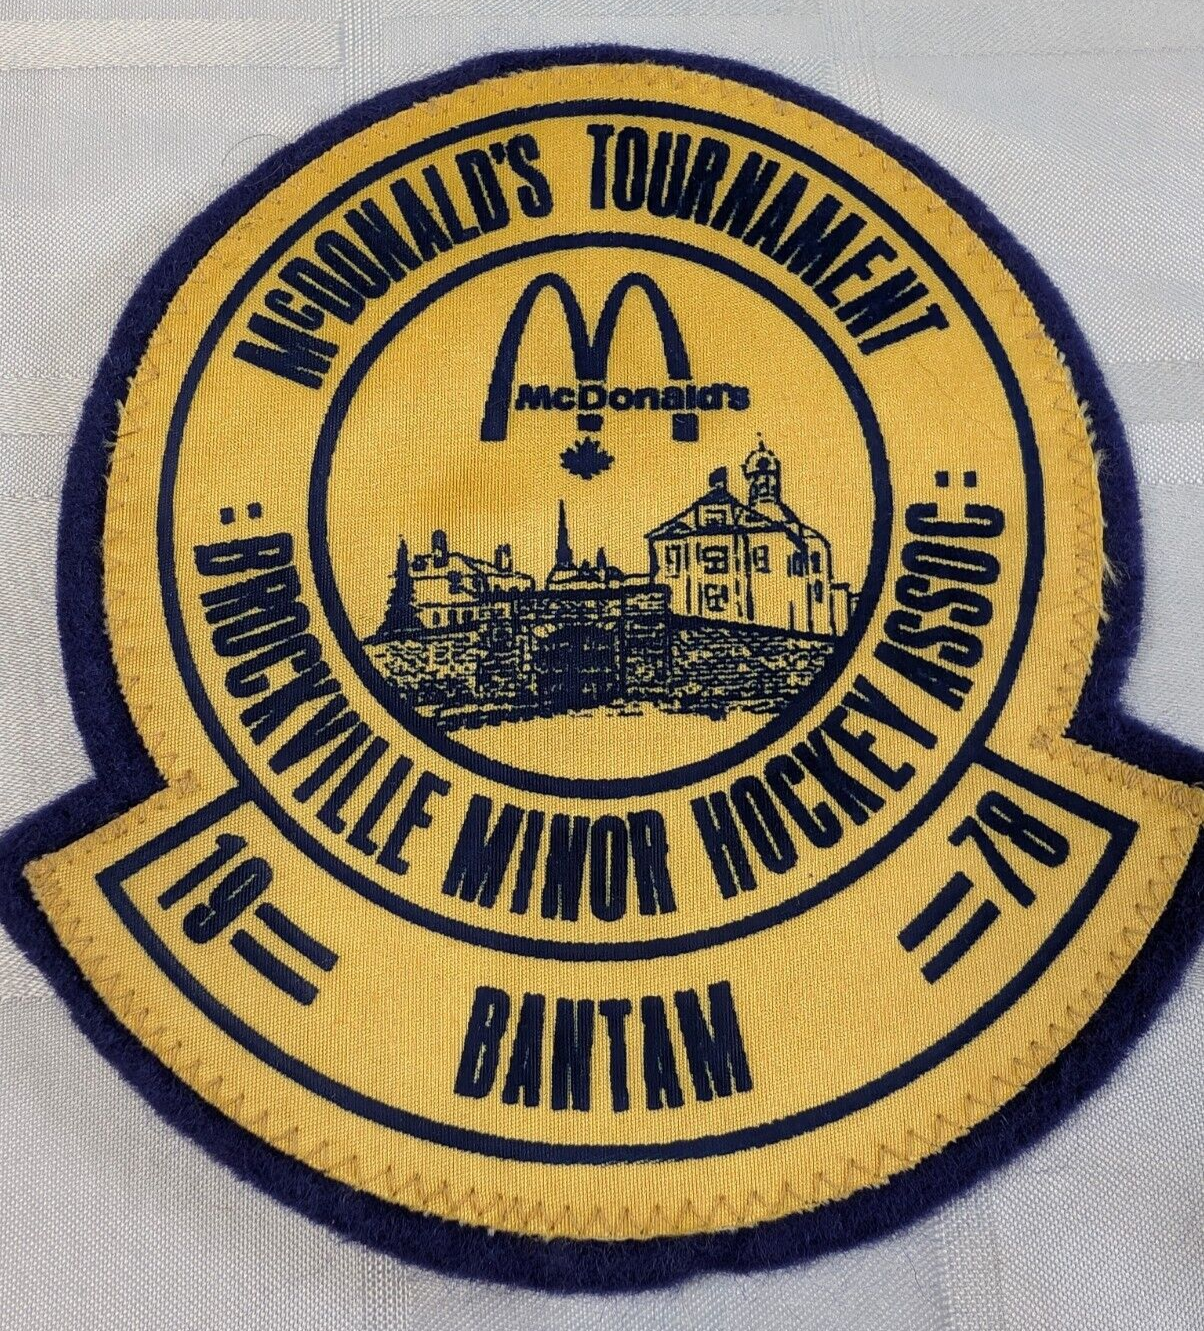 McDONALD'S TOURNAMENT
McDonald's
: BROCKVILLE MINOR HOCKEY ASSOC :
19= =78
BANTAM